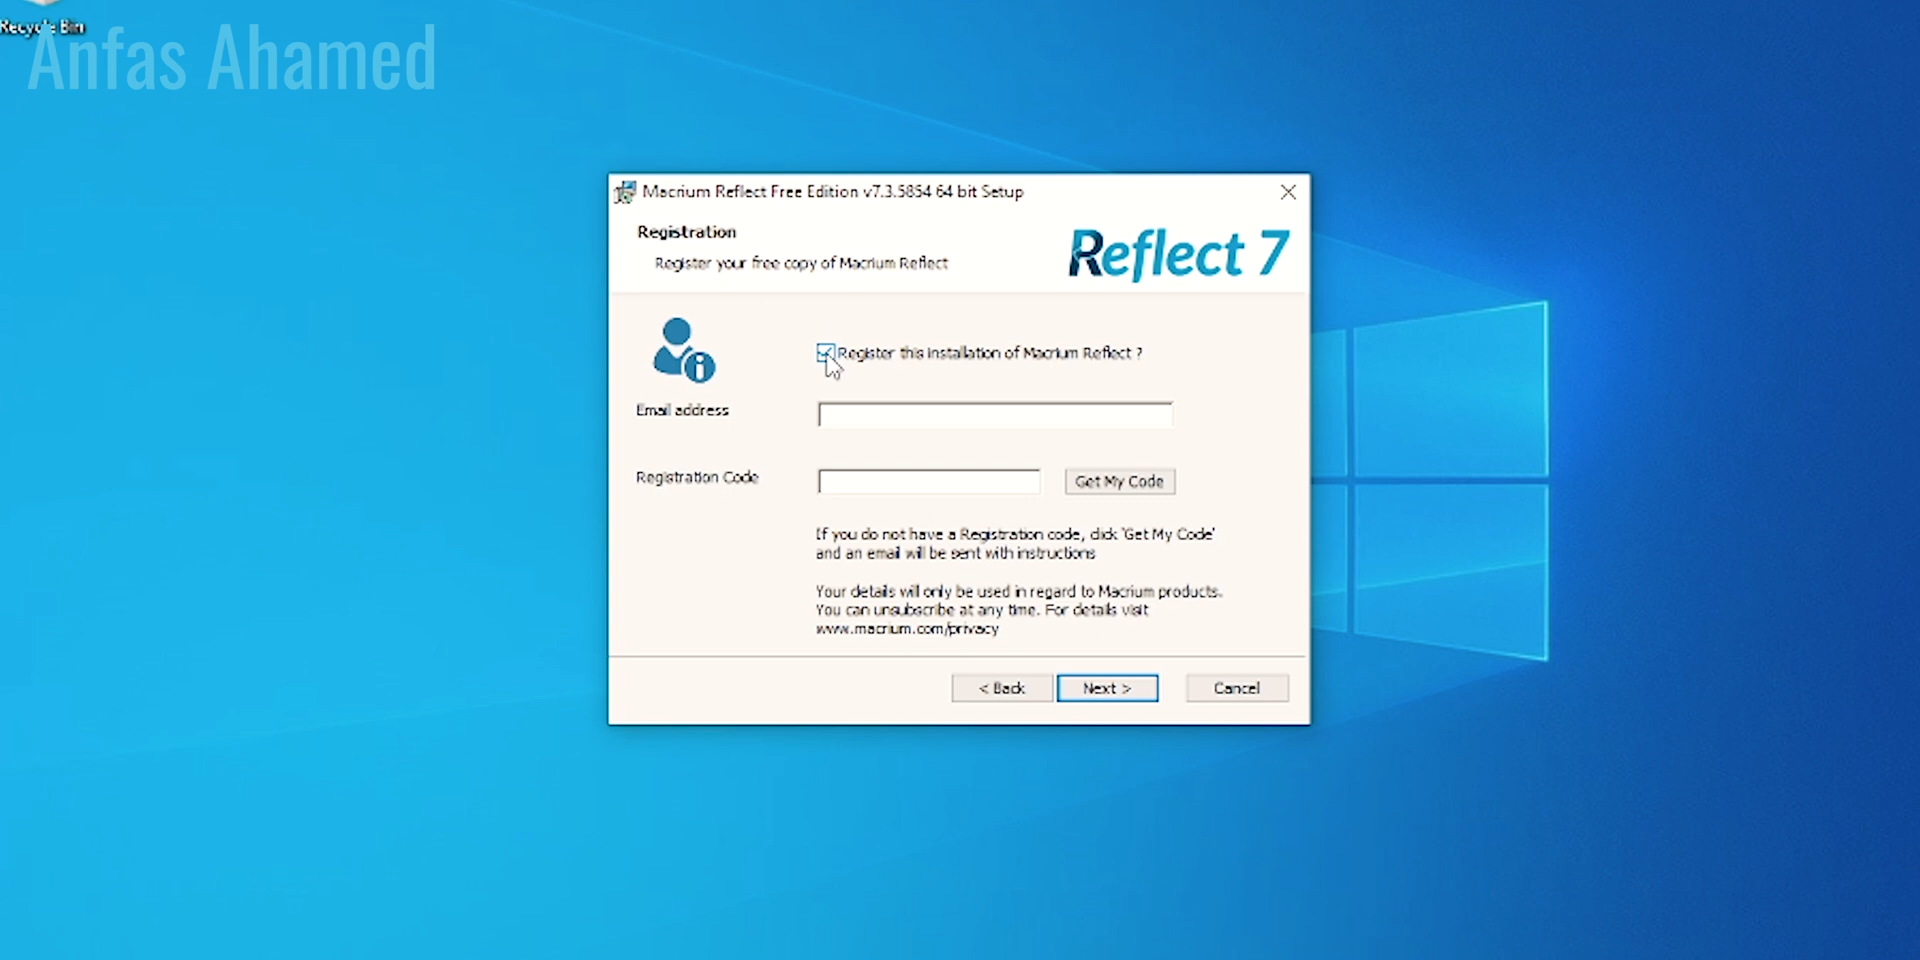 Recycle Bin
Anfas Ahamed
Macrium Reflect Free Edition v7.3.5854 64 bit Setup
Registration
Register your free copy of Macrium Reflect
Reflect 7
Register this installation of Macrium Reflect ?
Email address
Registration Code
Get My Code
If you do not have a Registration code, click 'Get My Code'
and an email will be sent with instructions
Your details will only be used in regard to Macrium products.
You can unsubscribe at any time. For details visit
www.macrium.com/privacy
< Back
Next >
Cancel